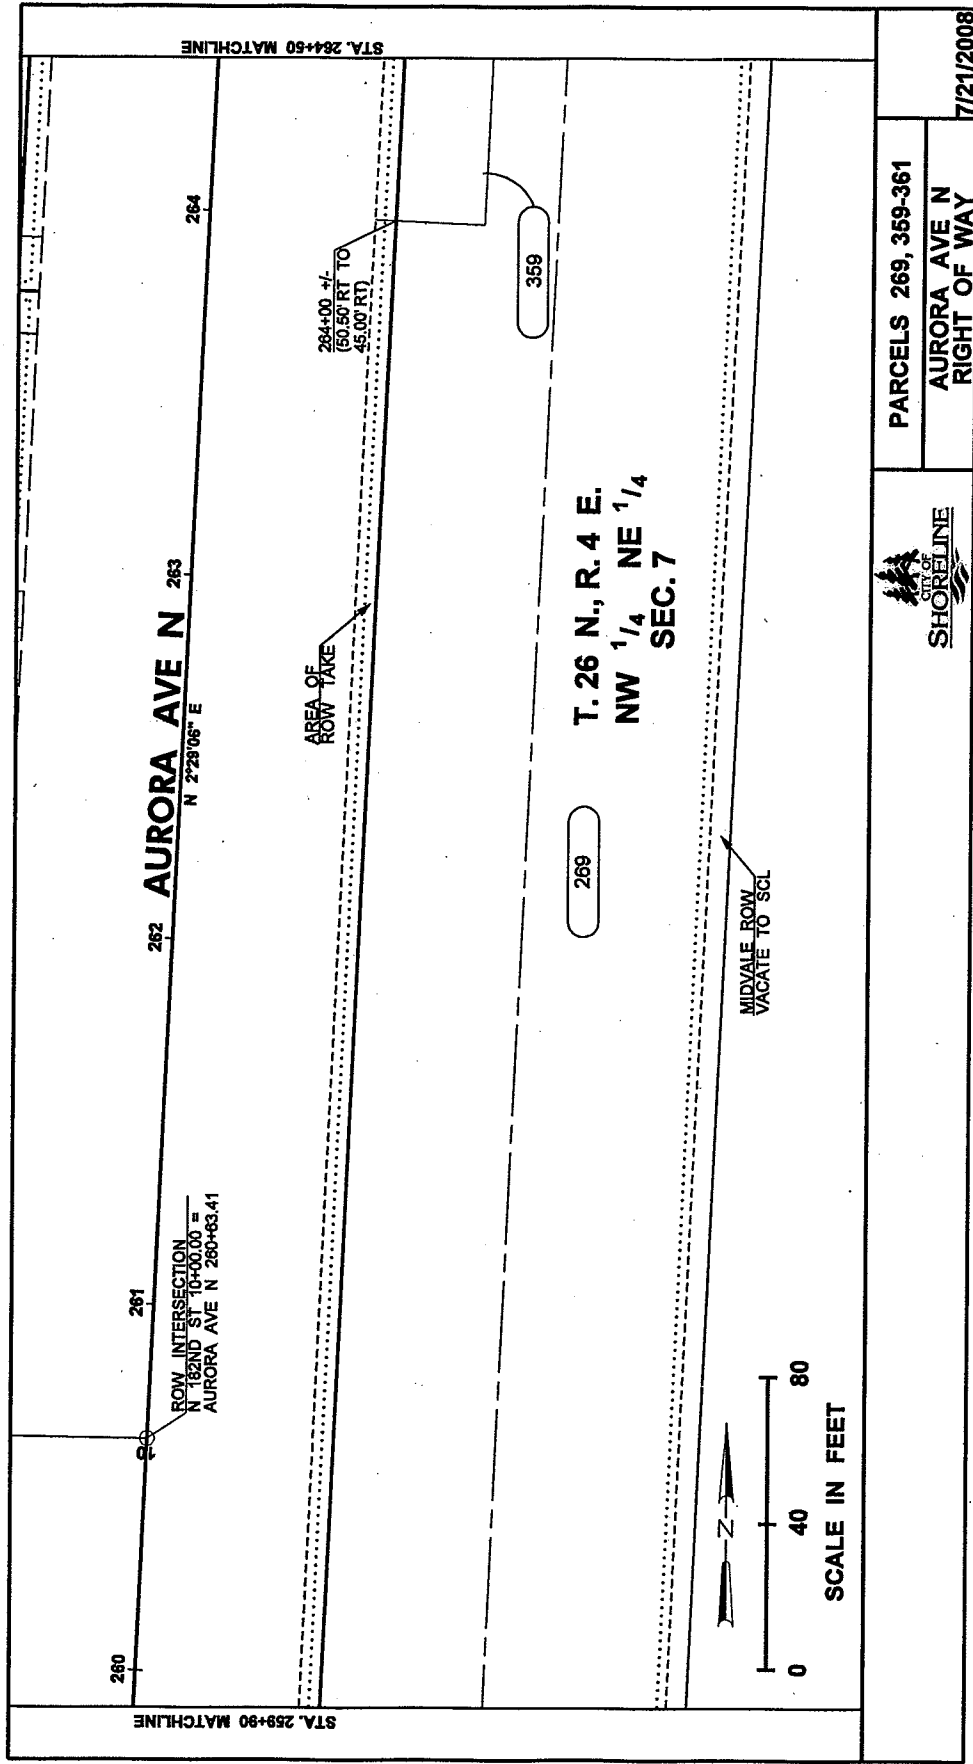 STA. 259+90 MATCHLINE
STA. 264+50 MATCHLINE
260
261
262
263
264
10
AURORA AVE N
N 2°29'06" E
ROW INTERSECTION
N 182ND ST 10+00.00 =
AURORA AVE N 260+63.41
AREA OF
ROW TAKE
264+00 +/-
(50.50' RT TO
45.00' RT)
359
269
T. 26 N., R. 4 E.
NW 1/4 NE 1/4
SEC. 7
MIDVALE ROW
VACATE TO SCL
N
0 40 80
SCALE IN FEET
CITY OF
SHORELINE
PARCELS 269, 359-361
AURORA AVE N
RIGHT OF WAY
7/21/2008